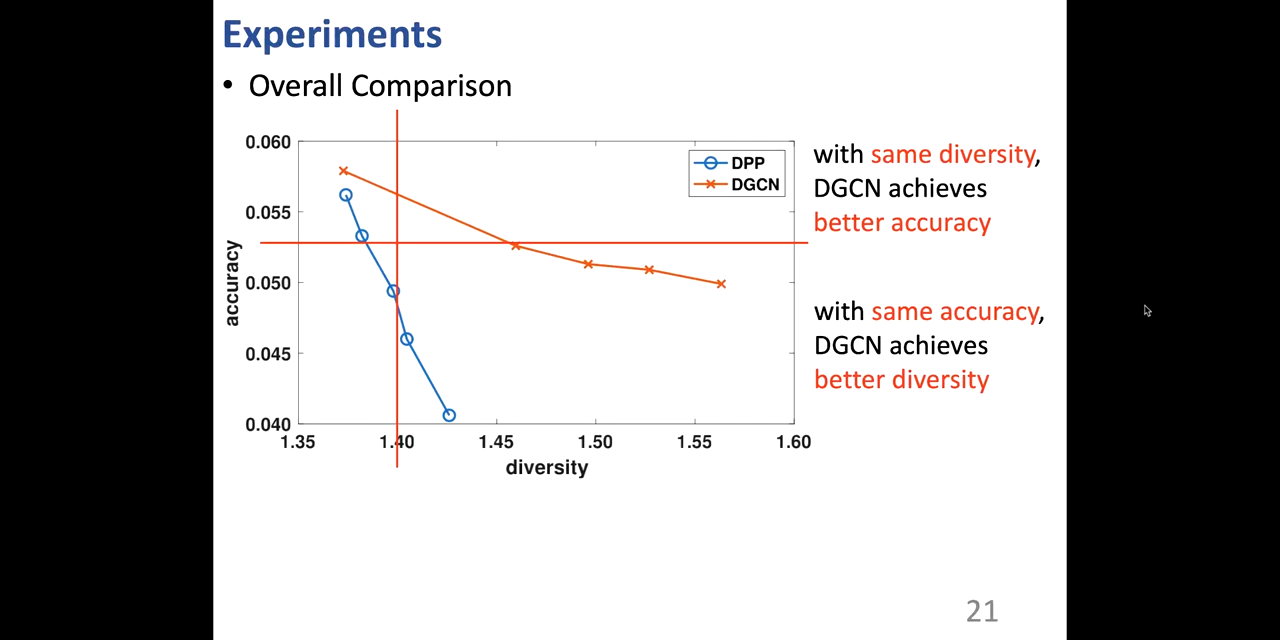 Experiments
• Overall Comparison
0.060
0.055
0.050
0.045
0.040
accuracy
1.35 1.40 1.45 1.50 1.55 1.60
diversity
DPP
DGCN
with same diversity,
DGCN achieves
better accuracy
with same accuracy,
DGCN achieves
better diversity
21